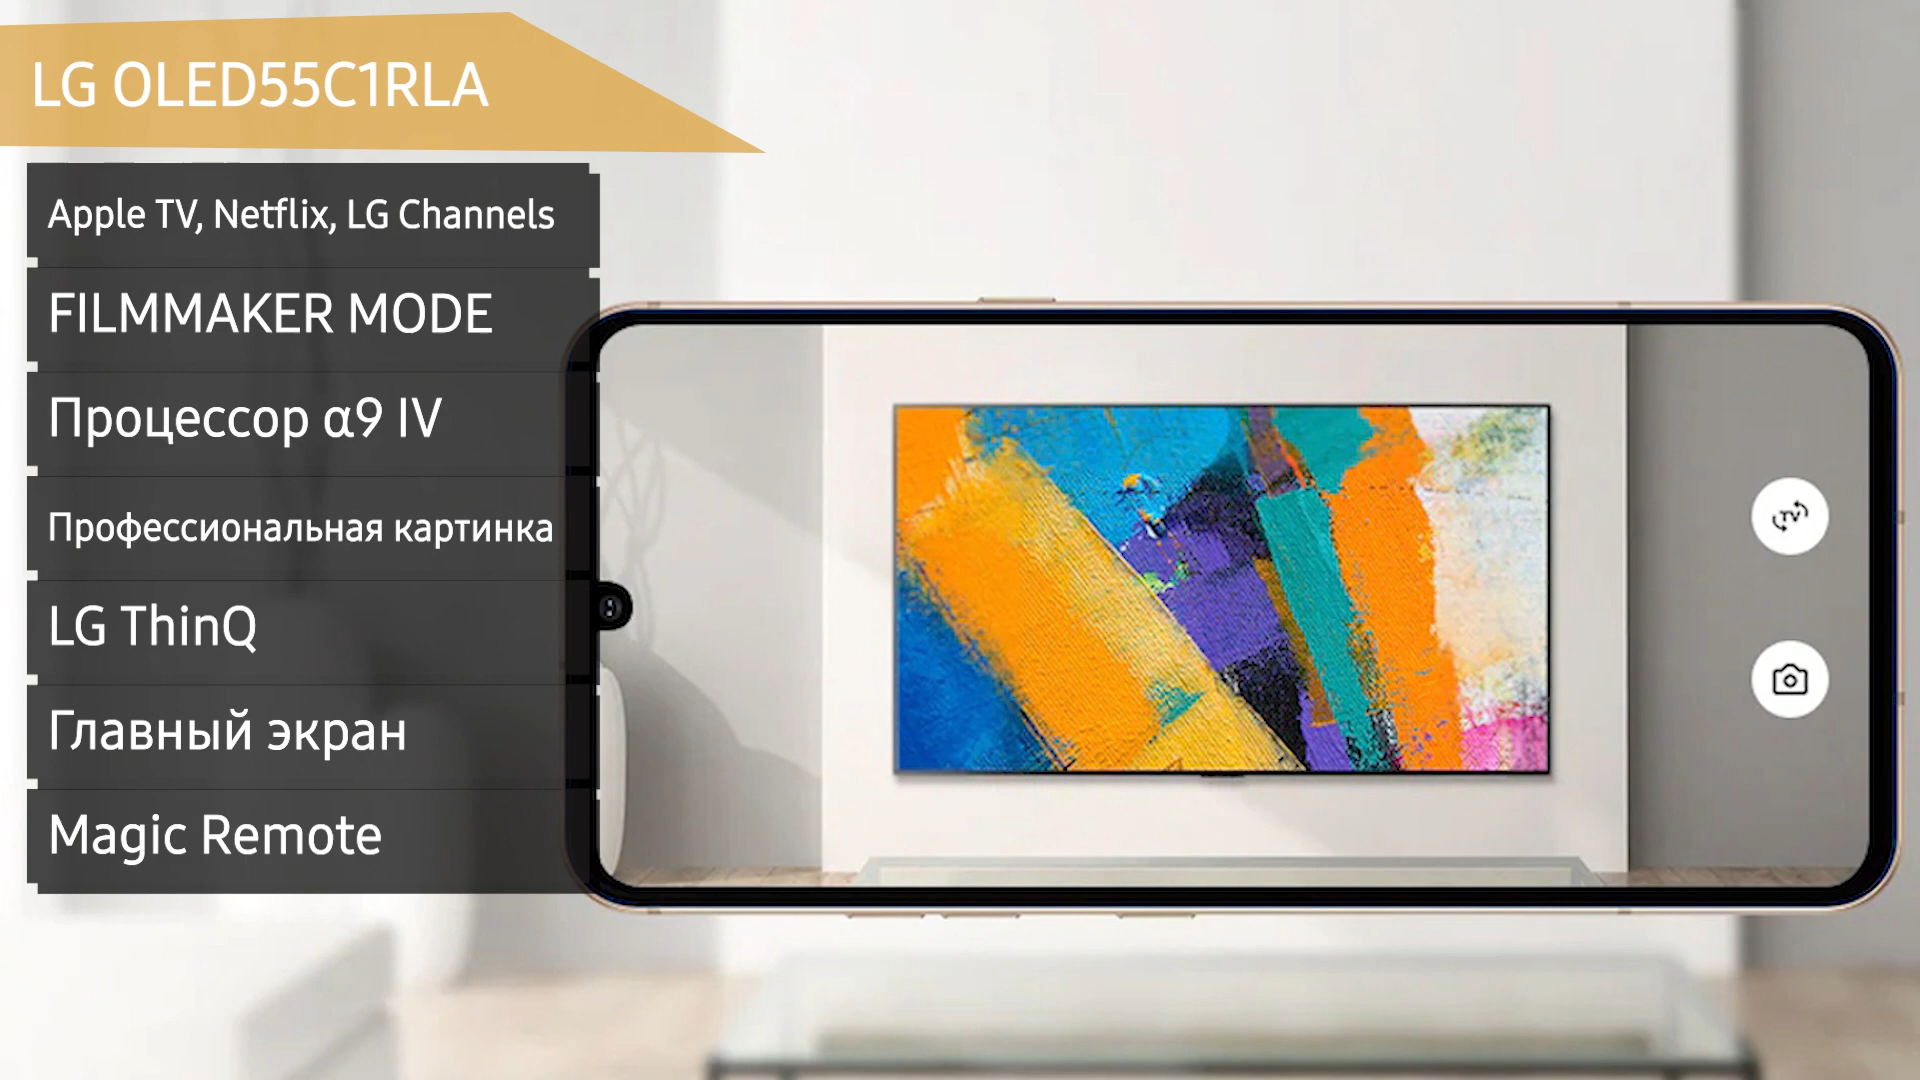 LG OLED55C1RLA
Apple TV, Netflix, LG Channels
FILMMAKER MODE
Процессор α9 IV
Профессиональная картинка
LG ThinQ
Главный экран
Magic Remote
TV